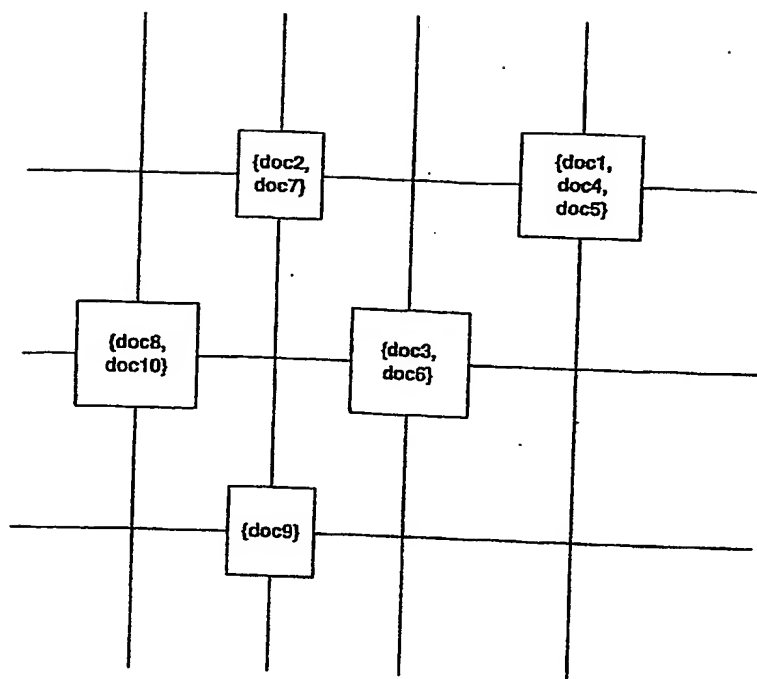 {doc2,
doc7}
{doc1,
doc4,
doc5}
{doc8,
doc10}
{doc3,
doc6}
{doc9}